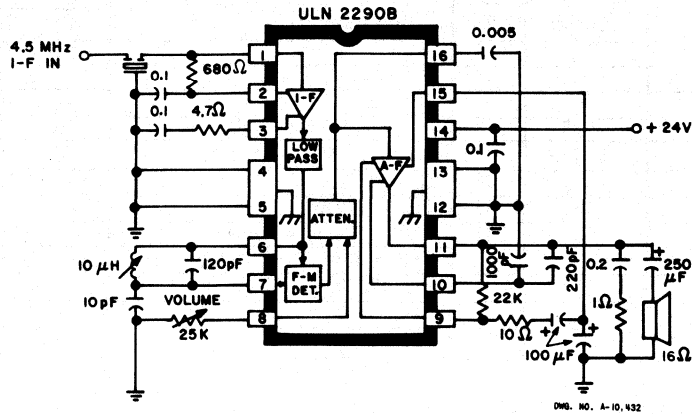 ULN 2290B
4.5 MHz
I-F IN
680Ω
0.1
0.1
4.7Ω
1
2
3
4
5
6
7
8
I-F
LOW
PASS
ATTEN.
F-M
DET.
A-F
16
15
14
13
12
11
10
9
0.005
+ 24V
0.1
10 μH
120pF
10pF
VOLUME
25K
1000
pF
220pF
22K
10Ω
+
+
100μF
0.2
1Ω
+
250
μF
16Ω
DWG. NO. A-10,432